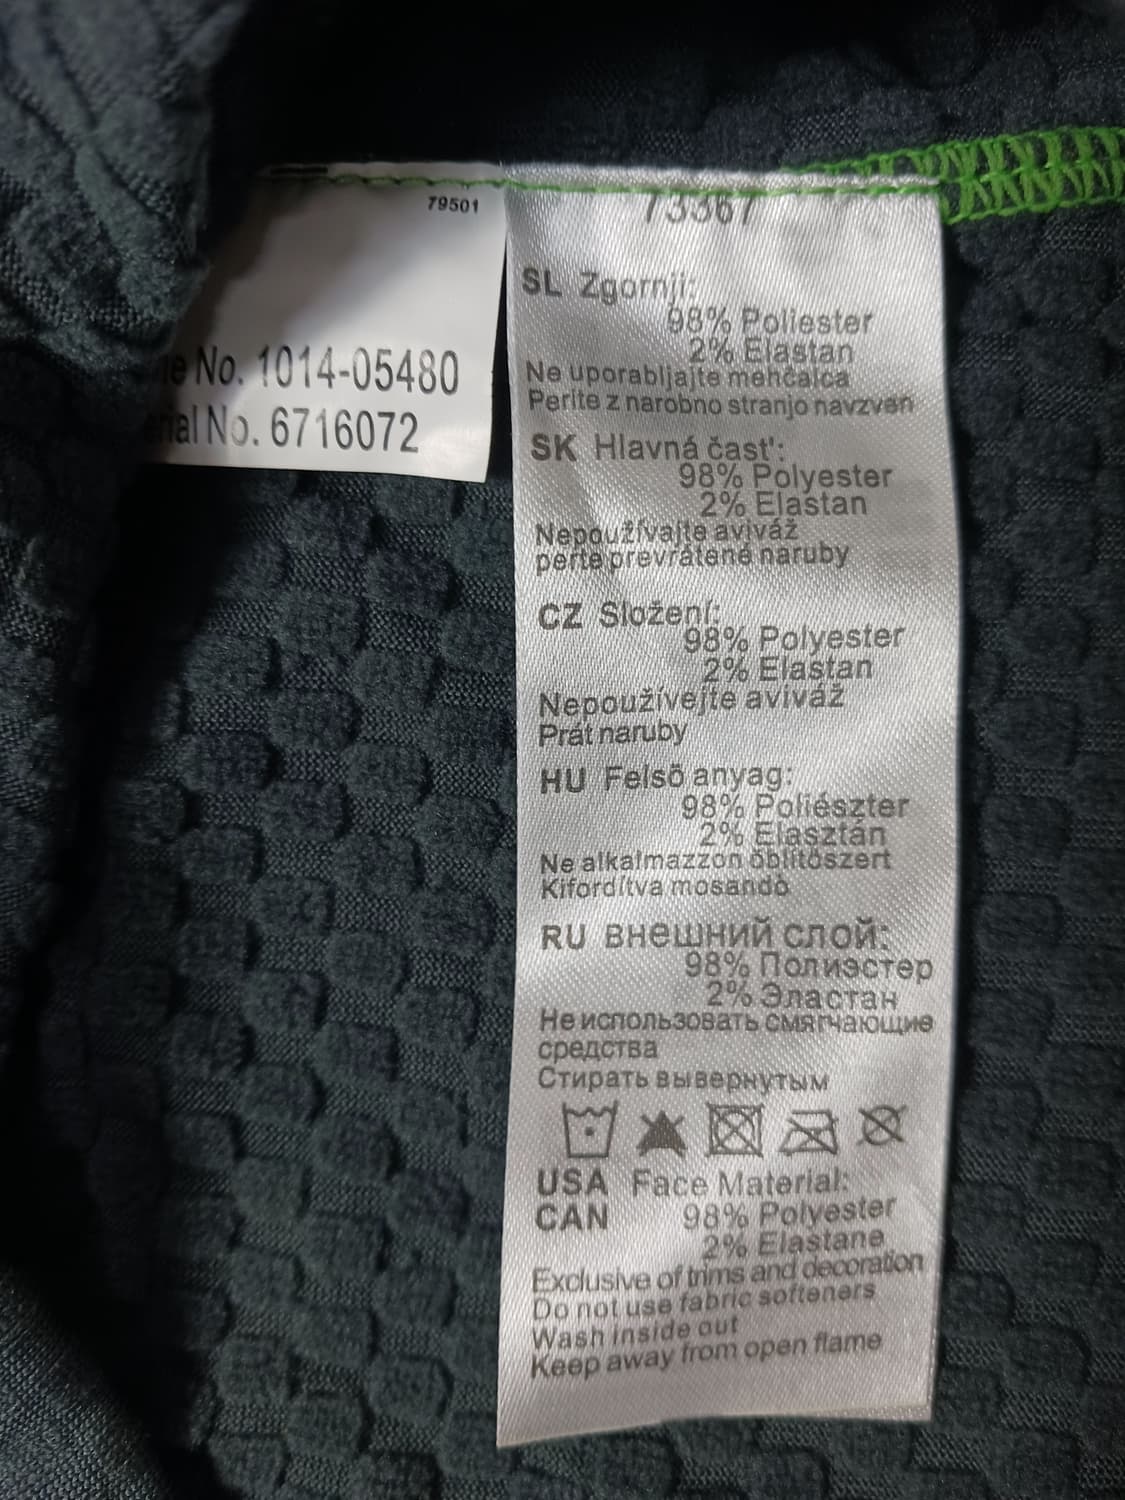 79501
No. 1014-05480
No. 6716072
73367
SL Zgornji:
98% Poliester
2% Elastan
Ne uporabljajte mehčalca
Perite z narobno stranjo navzven
SK Hlavná čast':
98% Polyester
2% Elastan
Nepoužívajte aviváž
perte prevrátené naruby
CZ Složení:
98% Polyester
2% Elastan
Nepoužívejte aviváž
Prát naruby
HU Felső anyag:
98% Poliészter
2% Elasztán
Ne alkalmazzon öblítöszert
Kifordítva mosandò
RU внешний слой:
98% Полиэстер
2% Эластан
Не использовать смягчающие
средства
Стирать вывернутым
USA Face Material:
CAN 98% Polyester
2% Elastane
Exclusive of trims and decoration
Do not use fabric softeners
Wash inside out
Keep away from open flame